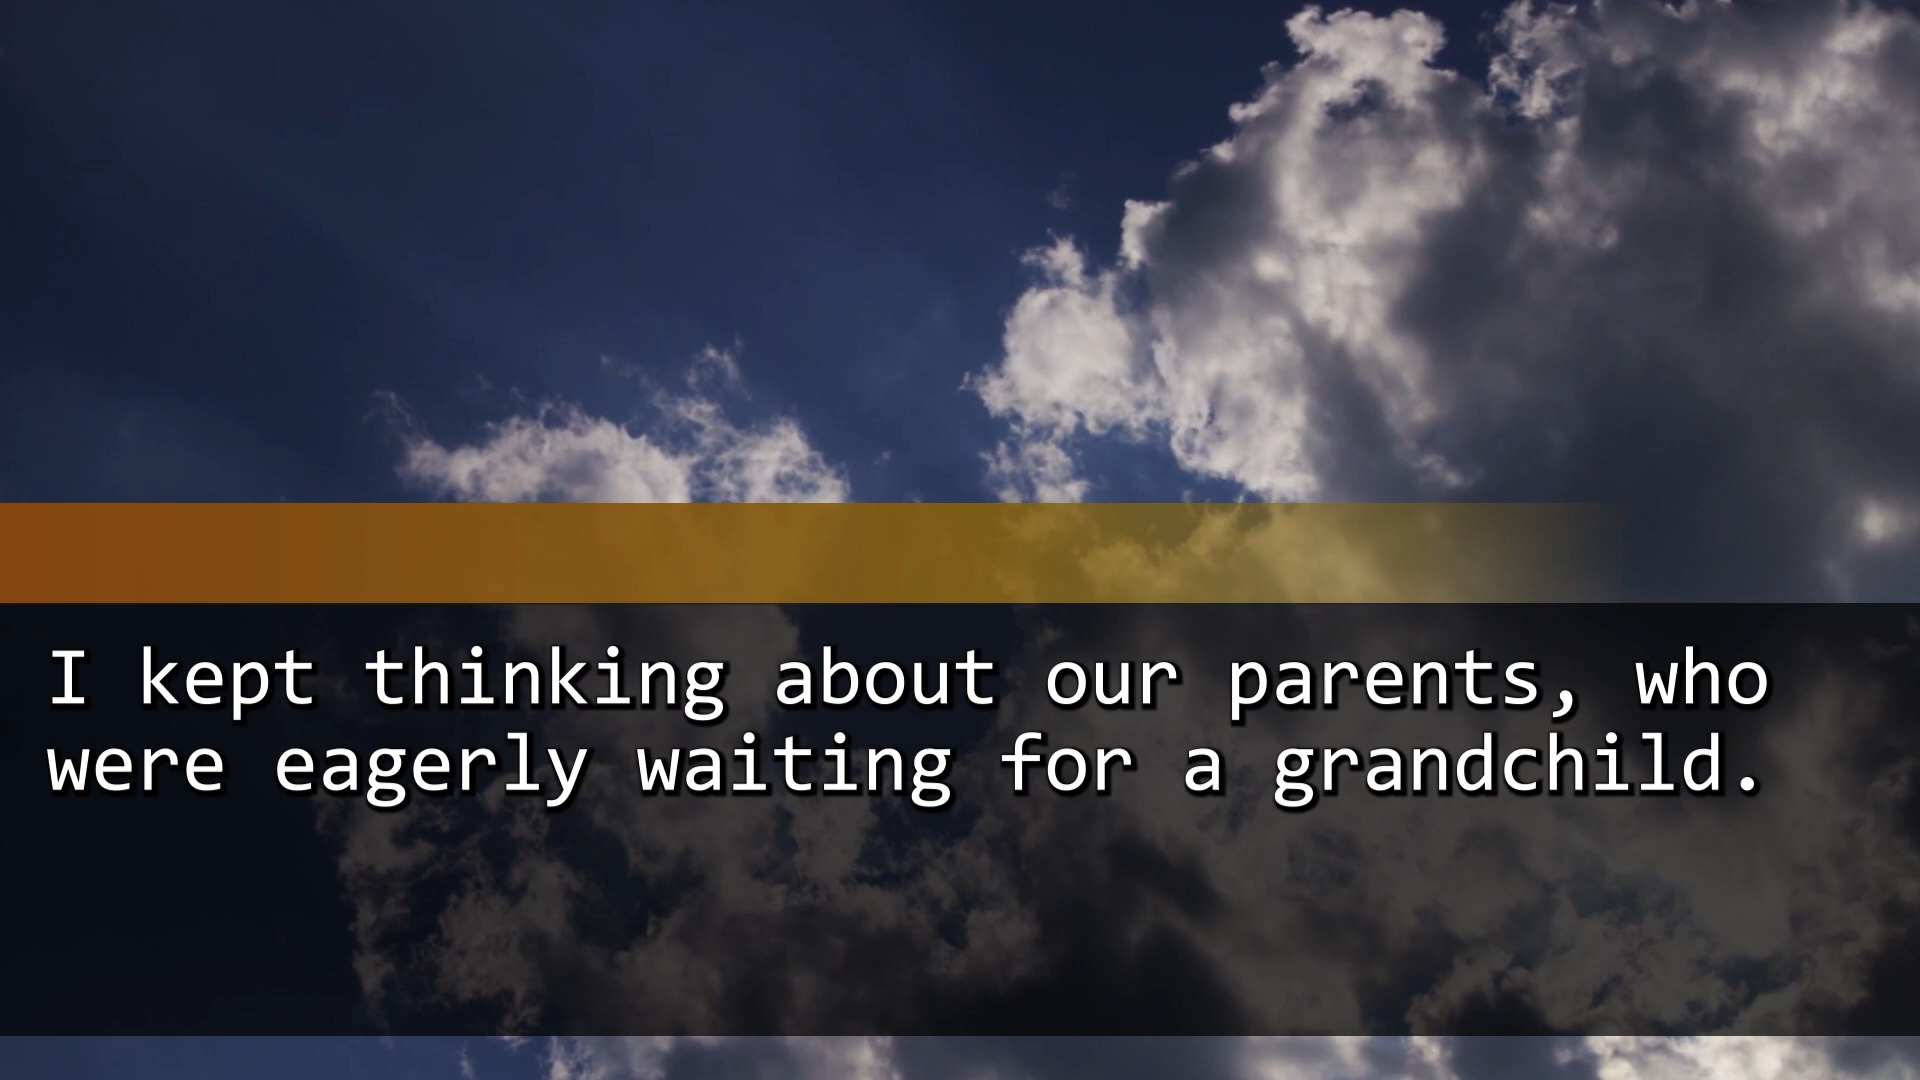 I kept thinking about our parents, who
were eagerly waiting for a grandchild.